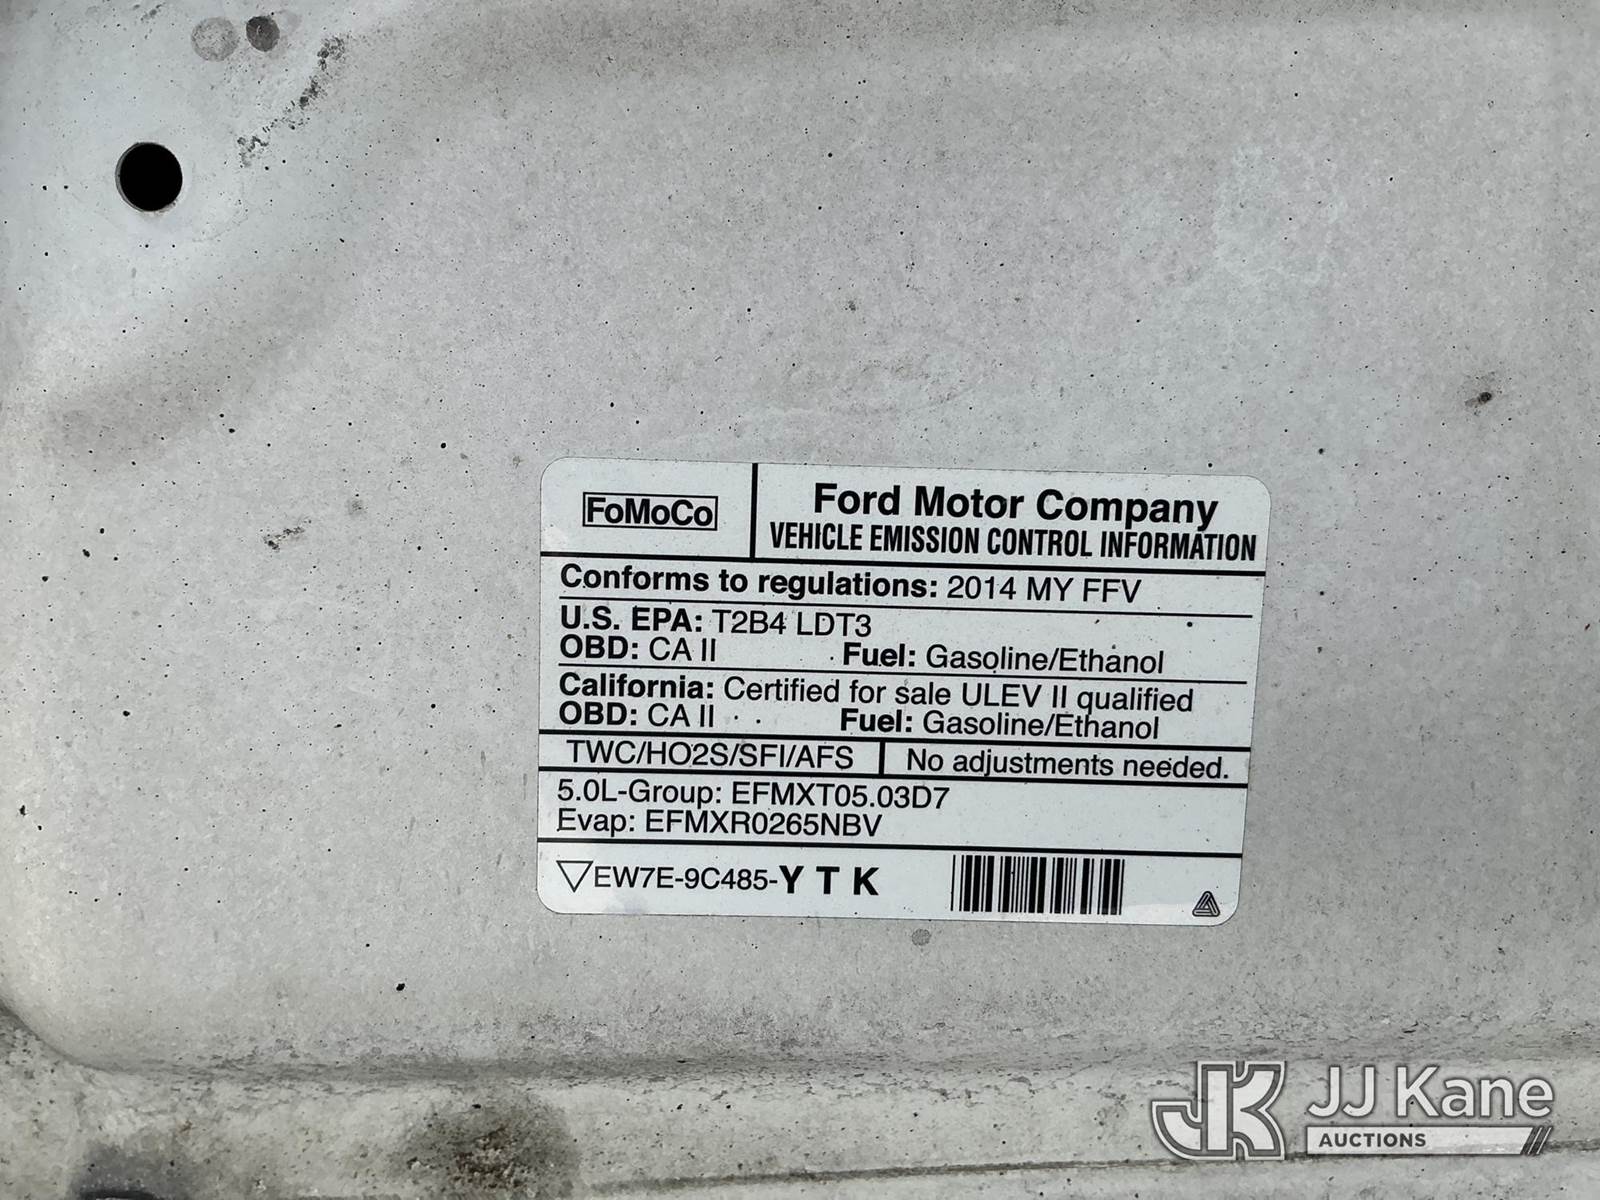 FoMoCo
Ford Motor Company
VEHICLE EMISSION CONTROL INFORMATION
Conforms to regulations: 2014 MY FFV
U.S. EPA: T2B4 LDT3
OBD: CA II Fuel: Gasoline/Ethanol
California: Certified for sale ULEV II qualified
OBD: CA II Fuel: Gasoline/Ethanol
TWC/HO2S/SFI/AFS No adjustments needed.
5.0L-Group: EFMXT05.03D7
Evap: EFMXR0265NBV
EW7E-9C485-Y T K
JK JJ Kane
AUCTIONS